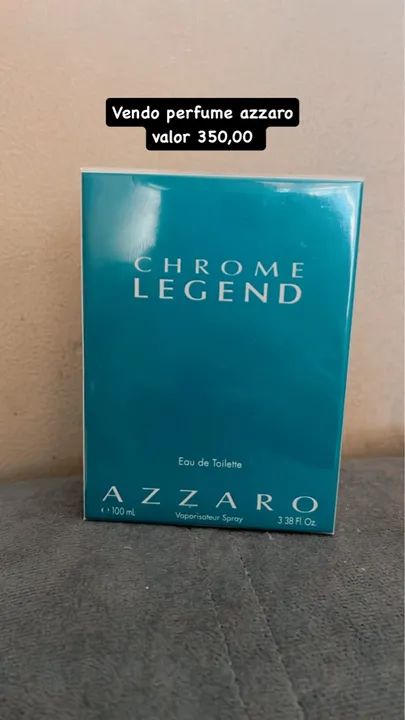 Vendo perfume azzaro
valor 350,00
CHROME
LEGEND
Eau de Toilette
AZZARO
℮ 100 mL Vaporisateur Spray 3.38 Fl. Oz.